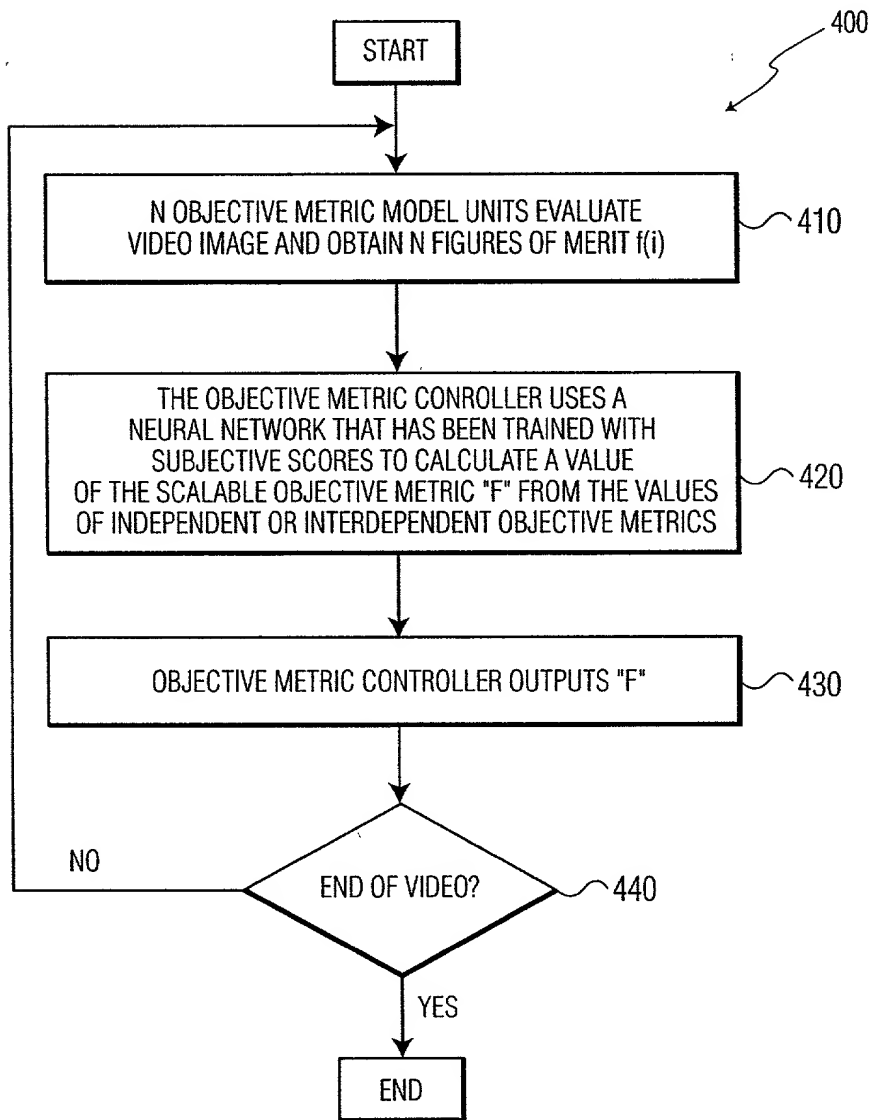 400
START
N OBJECTIVE METRIC MODEL UNITS EVALUATE
VIDEO IMAGE AND OBTAIN N FIGURES OF MERIT f(i)
410
THE OBJECTIVE METRIC CONROLLER USES A
NEURAL NETWORK THAT HAS BEEN TRAINED WITH
SUBJECTIVE SCORES TO CALCULATE A VALUE
OF THE SCALABLE OBJECTIVE METRIC "F" FROM THE VALUES
OF INDEPENDENT OR INTERDEPENDENT OBJECTIVE METRICS
420
OBJECTIVE METRIC CONTROLLER OUTPUTS "F"
430
NO
END OF VIDEO?
440
YES
END